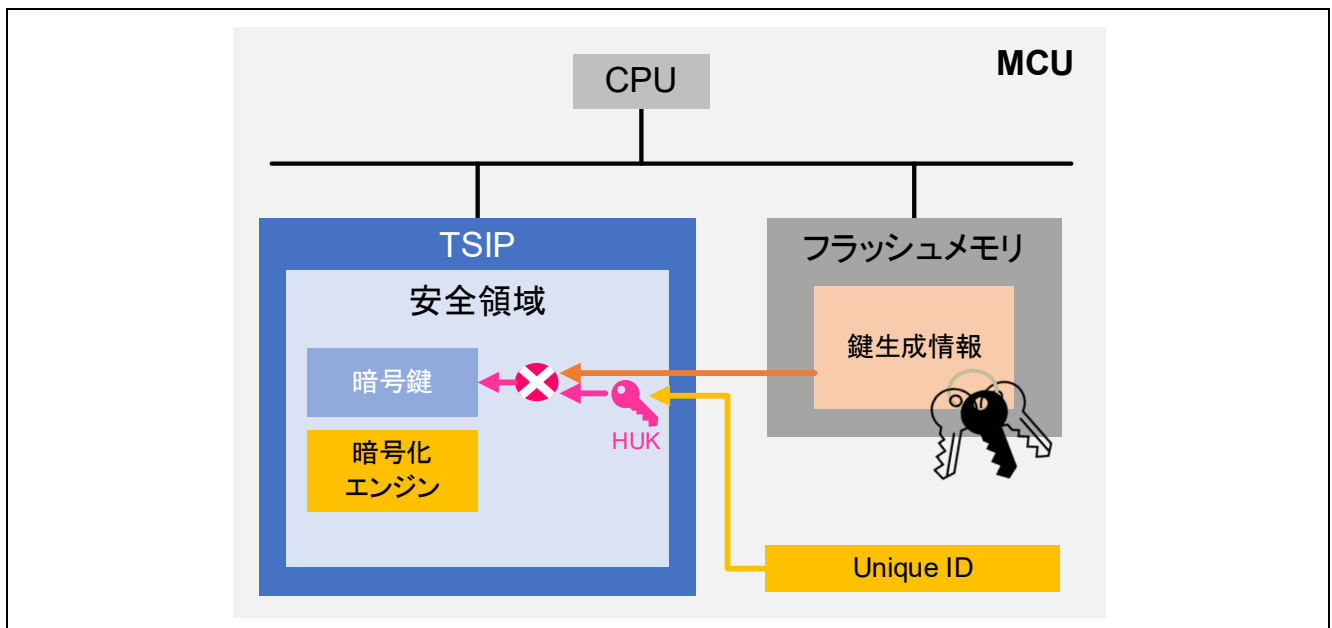 MCU
CPU
TSIP
安全領域
暗号鍵
HUK
暗号化
エンジン
フラッシュメモリ
鍵生成情報
Unique ID